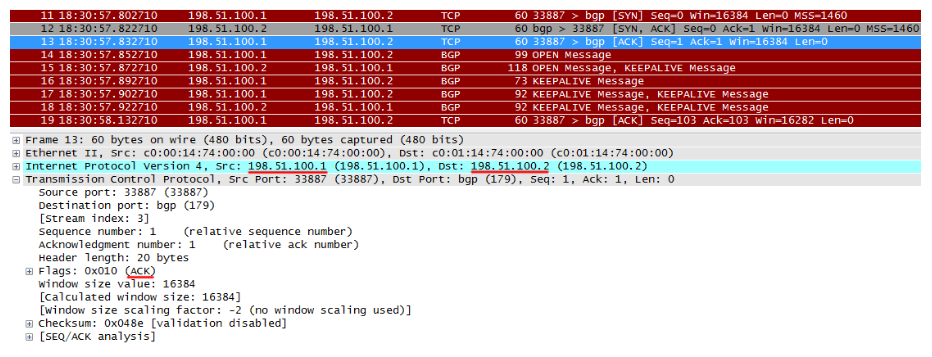 11 18:30:57.802710 198.51.100.1 198.51.100.2 TCP 60 33887 > bgp [SYN] Seq=0 Win=16384 Len=0 MSS=1460
12 18:30:57.822710 198.51.100.2 198.51.100.1 TCP 60 bgp > 33887 [SYN, ACK] Seq=0 Ack=1 Win=16384 Len=0 MSS=1460
13 18:30:57.832710 198.51.100.1 198.51.100.2 TCP 60 33887 > bgp [ACK] Seq=1 Ack=1 Win=16384 Len=0
14 18:30:57.852710 198.51.100.1 198.51.100.2 BGP 99 OPEN Message
15 18:30:57.872710 198.51.100.2 198.51.100.1 BGP 118 OPEN Message, KEEPALIVE Message
16 18:30:57.892710 198.51.100.1 198.51.100.2 BGP 73 KEEPALIVE Message
17 18:30:57.902710 198.51.100.2 198.51.100.1 BGP 92 KEEPALIVE Message, KEEPALIVE Message
18 18:30:57.922710 198.51.100.1 198.51.100.2 BGP 92 KEEPALIVE Message, KEEPALIVE Message
19 18:30:58.132710 198.51.100.2 198.51.100.1 TCP 60 bgp > 33887 [ACK] Seq=103 Ack=103 Win=16282 Len=0
Frame 13: 60 bytes on wire (480 bits), 60 bytes captured (480 bits)
Ethernet II, Src: c0:00:14:74:00:00 (c0:00:14:74:00:00), Dst: c0:01:14:74:00:00 (c0:01:14:74:00:00)
Internet Protocol Version 4, Src: 198.51.100.1 (198.51.100.1), Dst: 198.51.100.2 (198.51.100.2)
Transmission Control Protocol, Src Port: 33887 (33887), Dst Port: bgp (179), Seq: 1, Ack: 1, Len: 0
Source port: 33887 (33887)
Destination port: bgp (179)
[Stream index: 3]
Sequence number: 1 (relative sequence number)
Acknowledgment number: 1 (relative ack number)
Header length: 20 bytes
Flags: 0x010 (ACK)
Window size value: 16384
[Calculated window size: 16384]
[Window size scaling factor: -2 (no window scaling used)]
Checksum: 0x048e [validation disabled]
[SEQ/ACK analysis]